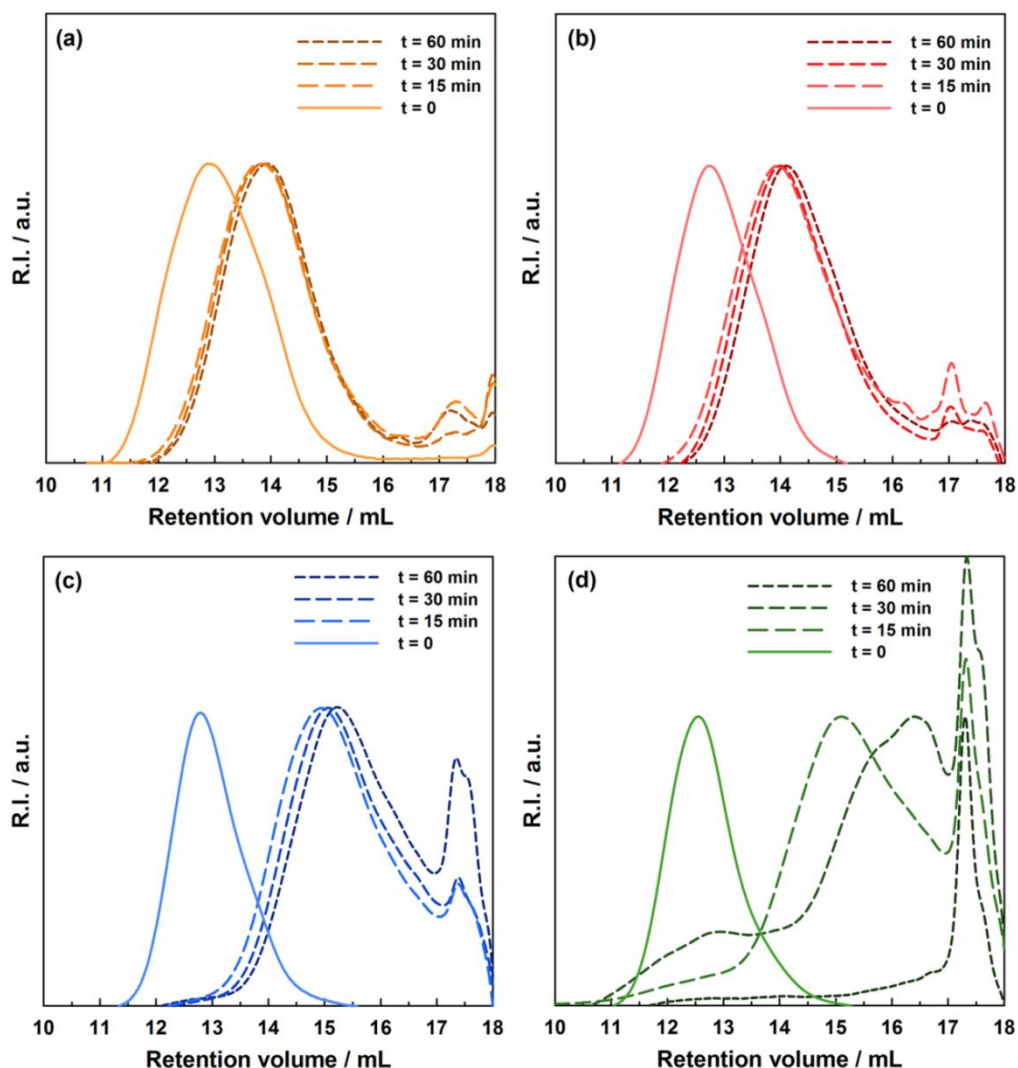 (a)
t = 60 min
t = 30 min
t = 15 min
t = 0
R.I. / a.u.
10 11 12 13 14 15 16 17 18
Retention volume / mL
(b)
t = 60 min
t = 30 min
t = 15 min
t = 0
R.I. / a.u.
10 11 12 13 14 15 16 17 18
Retention volume / mL
(c)
t = 60 min
t = 30 min
t = 15 min
t = 0
R.I. / a.u.
10 11 12 13 14 15 16 17 18
Retention volume / mL
(d)
t = 60 min
t = 30 min
t = 15 min
t = 0
R.I. / a.u.
10 11 12 13 14 15 16 17 18
Retention volume / mL